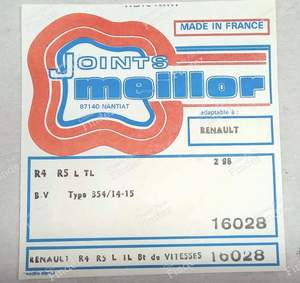 MADE IN FRANCE
JOINTS
meillor
87140 NANTIAT
adaptable à :
RENAULT
R4 R5 L TL
2 88
B.V Type 354/14-15
16028
RENAULT R4 R5 L TL Bt de VITESSES 16028